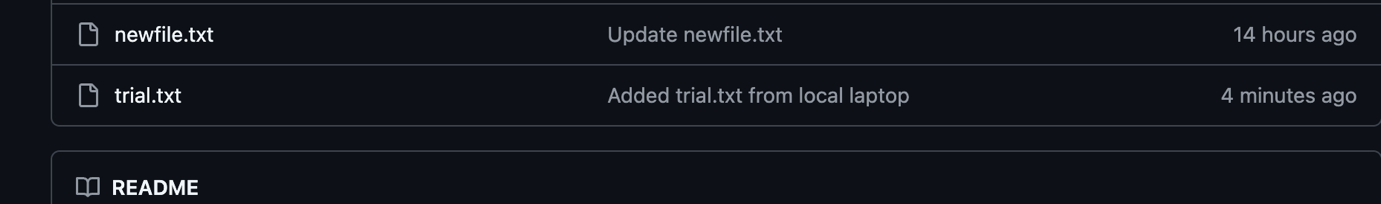 newfile.txt Update newfile.txt 14 hours ago
trial.txt Added trial.txt from local laptop 4 minutes ago
README